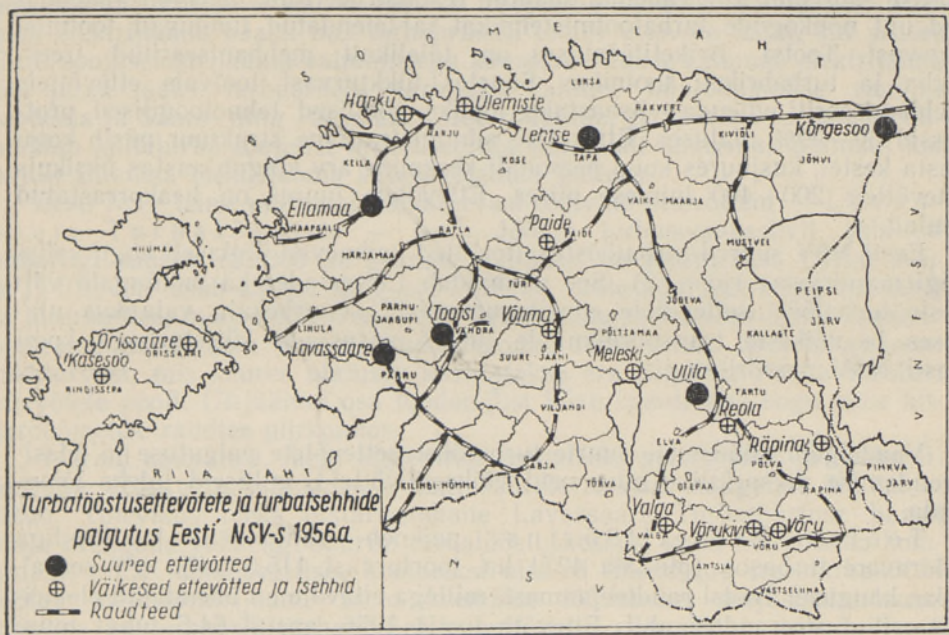 S O M E L A H T
Harku
Ülemiste
LOKSA
RAKVERE
HARJU
Lehtse
KIVIÕLI
Kõrgesoo
KEILA
KOSE
TAPA
JÕHVI
Ellamaa
Paide
VÄIKE-MAARJA
HAAPSALU
RAPLA
PAIDE
MUSTVEE
HIIUMAA
MÄRJAMAA
TÜRI
PEIPSI
JÄRV
PÄRNU-
JAAGUPI
Tootsi
Võhma
JÕGEVA
LIHULA
VÄNDRA
PÕLTSAMAA
KALLASTE
Orissaare
ORISSAARE
Lavassaare
SUURE-JAANI
Meleski
Kasesoo
PÄRNU
Ulila
KINGISSEPA
TARTU
VILJANDI
Reola
ELVA
Räpina
PÕLVA
PIHKVA
JÄRV
RIIA LAHT
ABJA
KILINGI-NÕMME
TÕRVA
OTEPÄÄ
RÄPINA
Valga
VALGA
Võrukivi
Võru
VÕRU
ANTSLA
VASTSELIINA
Turbatööstusettevõtete ja turbatsehhide
paigutus Eesti NSV-s 1956.a.
Suured ettevõtted
Väikesed ettevõtted ja tsehhid
Raudteed